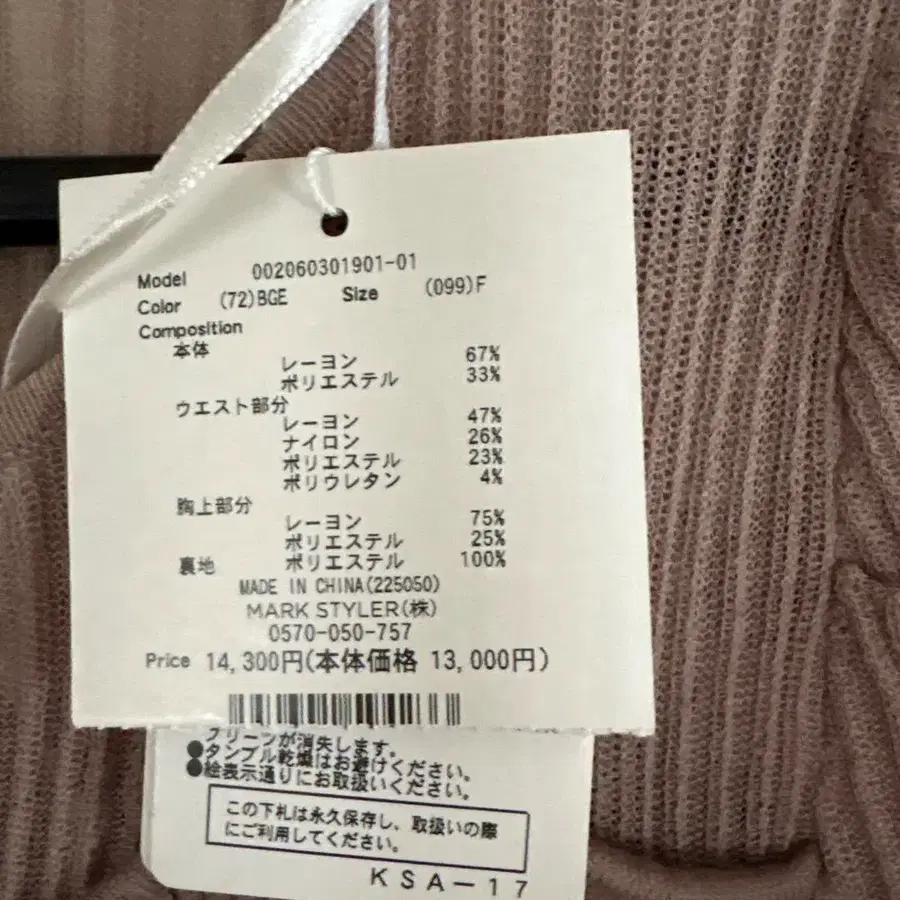 Model 002060301901-01
Color (72)BGE Size (099)F
Composition
本体
レーヨン 67%
ポリエステル 33%
ウエスト部分
レーヨン 47%
ナイロン 26%
ポリエステル 23%
ポリウレタン 4%
胸上部分
レーヨン 75%
ポリエステル 25%
裏地 ポリエステル 100%
MADE IN CHINA(225050)
MARK STYLER(株)
0570-050-757
Price 14,300円(本体価格 13,000円)
プリーツが消失します。
●タンブル乾燥はお避けください。
●絵表示通りにお取扱いください。
この下札は永久保存し、取扱いの際
にご利用してください。
KSA-17